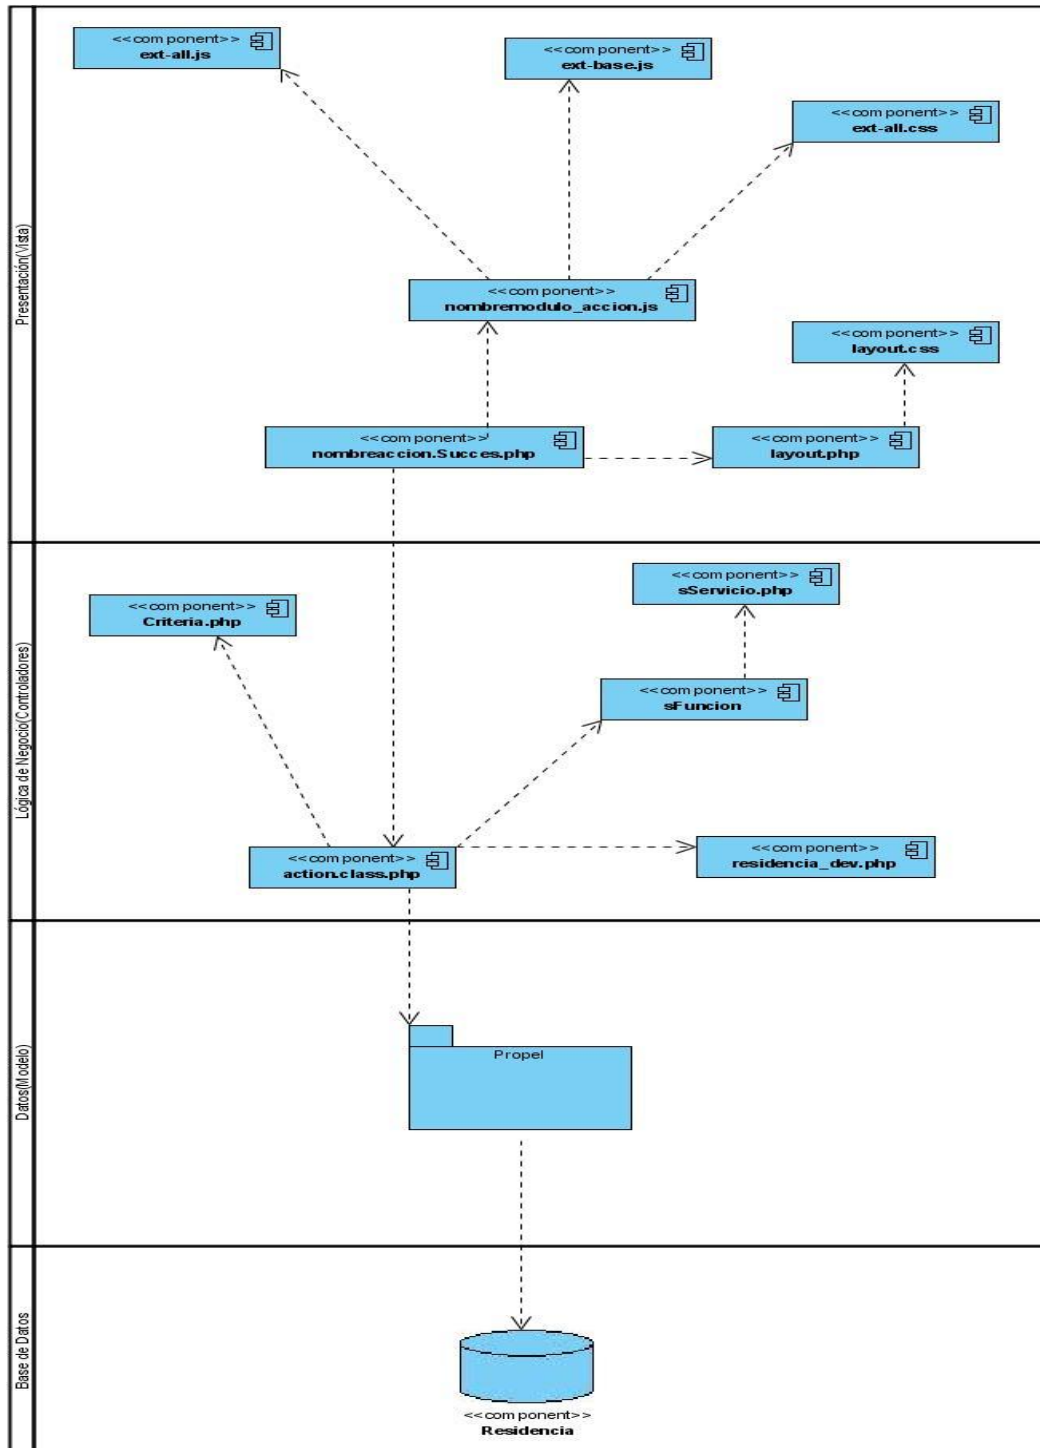 Presentación(Vista)
<<component>>
ext-all.js
<<component>>
ext-base.js
<<component>>
ext-all.css
<<component>>
nombremodulo_accion.js
<<component>>
layout.css
<<component>>
nombreaccion.Succes.php
<<component>>
layout.php
Lógica de Negocio(Controladores)
<<component>>
sServicio.php
<<component>>
Criteria.php
<<component>>
sFuncion
<<component>>
action.class.php
<<component>>
residencia_dev.php
Datos(Modelo)
Propel
Base de Datos
<<component>>
Residencia